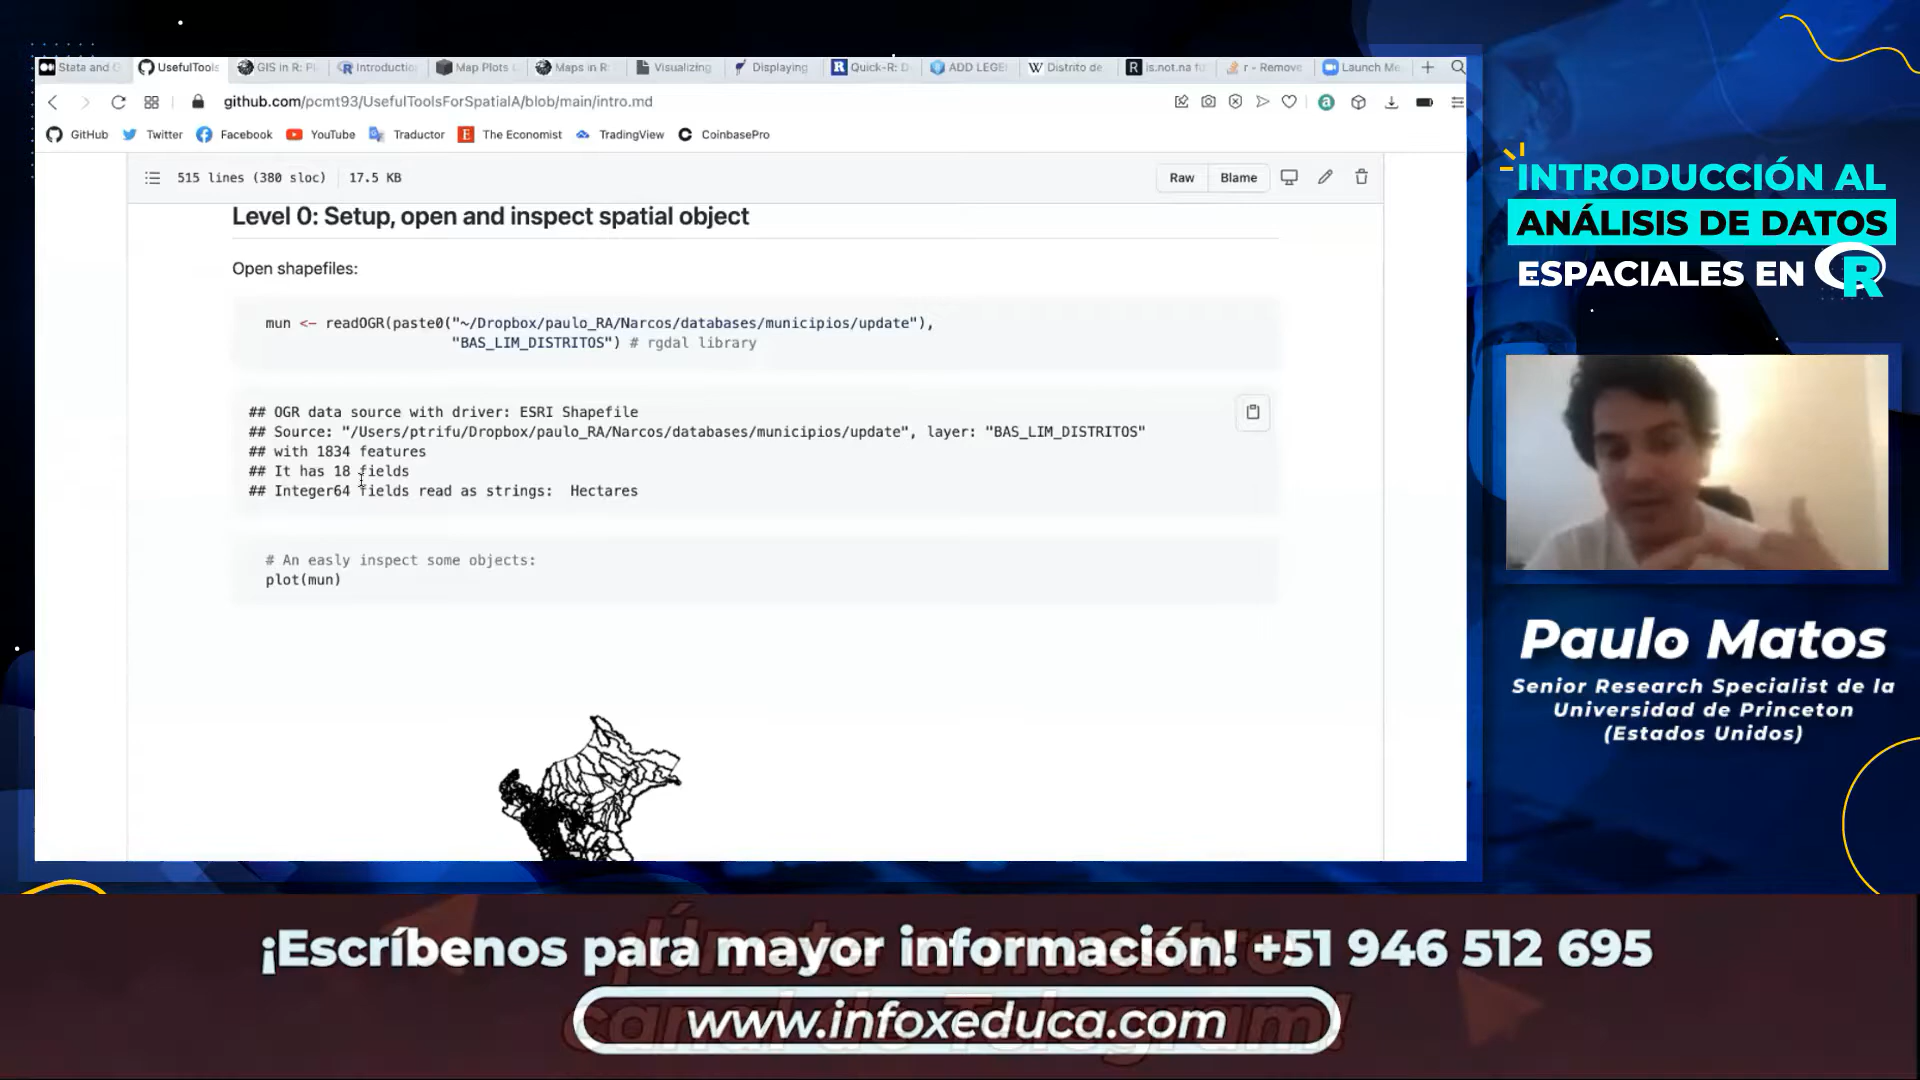 Stata and G
UsefulTools
GIS in R: Pl
Introduction
Map Plots
Maps in R:
Visualizing
Displaying
Quick-R: D
ADD LEGE
Distrito de
is.not.na fu
r - Remove
Launch Me
github.com/pcmt93/UsefulToolsForSpatialA/blob/main/intro.md
GitHub
Twitter
Facebook
YouTube
Traductor
The Economist
TradingView
CoinbasePro
515 lines (380 sloc)
17.5 KB
Raw
Blame
Level 0: Setup, open and inspect spatial object
Open shapefiles:
mun <- readOGR(paste0("~/Dropbox/paulo_RA/Narcos/databases/municipios/update"),
"BAS_LIM_DISTRITOS") # rgdal library
## OGR data source with driver: ESRI Shapefile
## Source: "/Users/ptrifu/Dropbox/paulo_RA/Narcos/databases/municipios/update", layer: "BAS_LIM_DISTRITOS"
## with 1834 features
## It has 18 fields
## Integer64 fields read as strings:  Hectares
# An easly inspect some objects:
plot(mun)
INTRODUCCIÓN AL
ANÁLISIS DE DATOS
ESPACIALES EN R
Paulo Matos
Senior Research Specialist de la
Universidad de Princeton
(Estados Unidos)
¡Escríbenos para mayor información! +51 946 512 695
www.infoxeduca.com